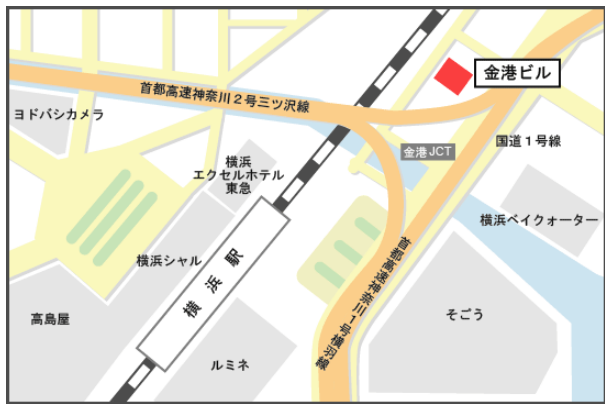 金港ビル
首都高速神奈川2号三ツ沢線
ヨドバシカメラ
国道1号線
金港JCT
横浜
エクセルホテル
東急
横浜ベイクォーター
横浜シャル
横浜駅
首都高速神奈川1号横羽線
高島屋
そごう
ルミネ